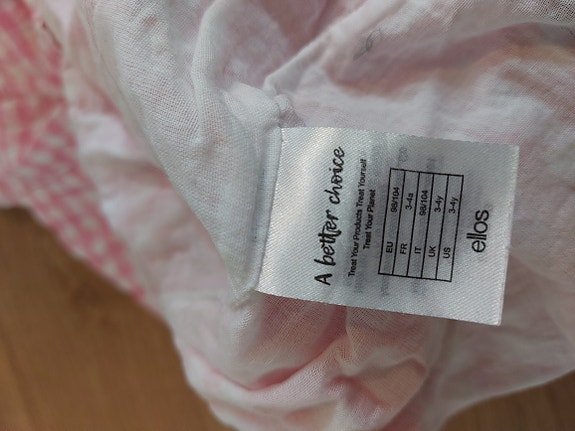 A better choice
Treat Your Products Treat Yourself
Treat Your Planet
EU 98/104
FR 3-4a
IT 98/104
UK 3-4y
US 3-4y
ellos